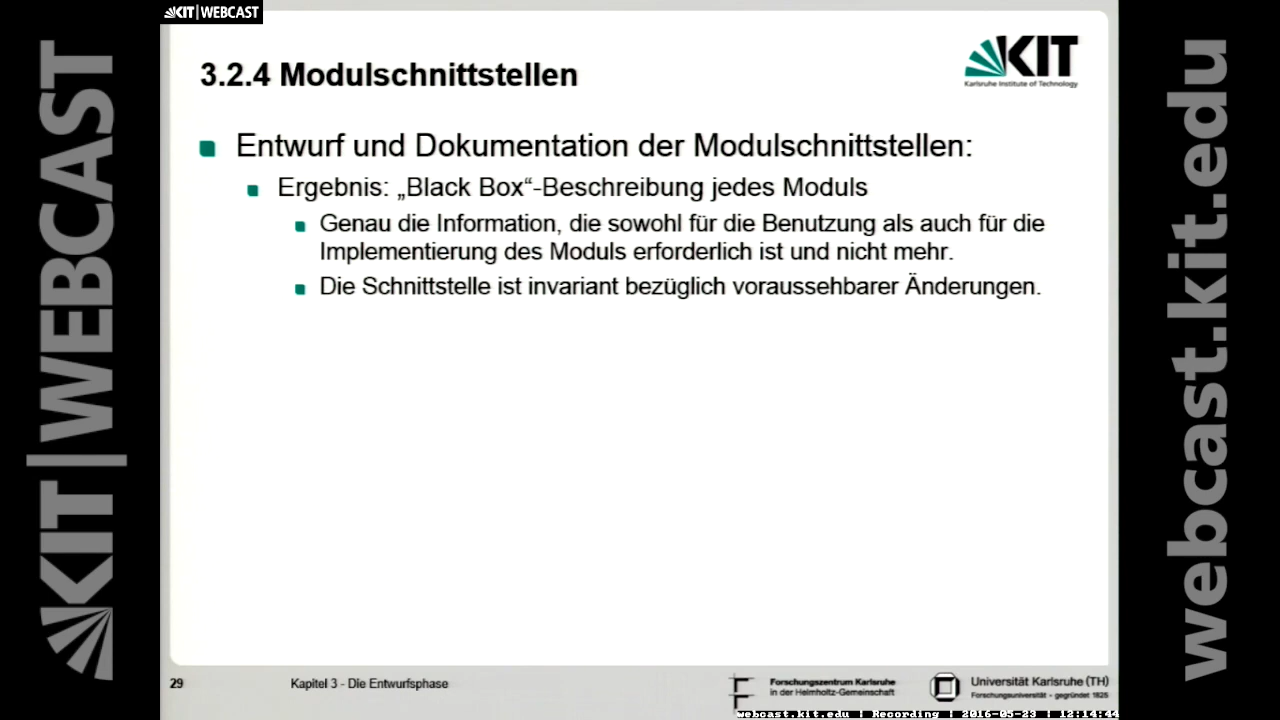 KIT|WEBCAST
3.2.4 Modulschnittstellen
KIT
Karlsruhe Institute of Technology
Entwurf und Dokumentation der Modulschnittstellen:
Ergebnis: „Black Box“-Beschreibung jedes Moduls
Genau die Information, die sowohl für die Benutzung als auch für die
Implementierung des Moduls erforderlich ist und nicht mehr.
Die Schnittstelle ist invariant bezüglich voraussehbarer Änderungen.
29
Kapitel 3 - Die Entwurfsphase
Forschungszentrum Karlsruhe
in der Helmholtz-Gemeinschaft
Universität Karlsruhe (TH)
Forschungsuniversität - gegründet 1825
webcast.kit.edu | Recording | 2016-05-23 | 12:14:44
KIT|WEBCAST
webcast.kit.edu